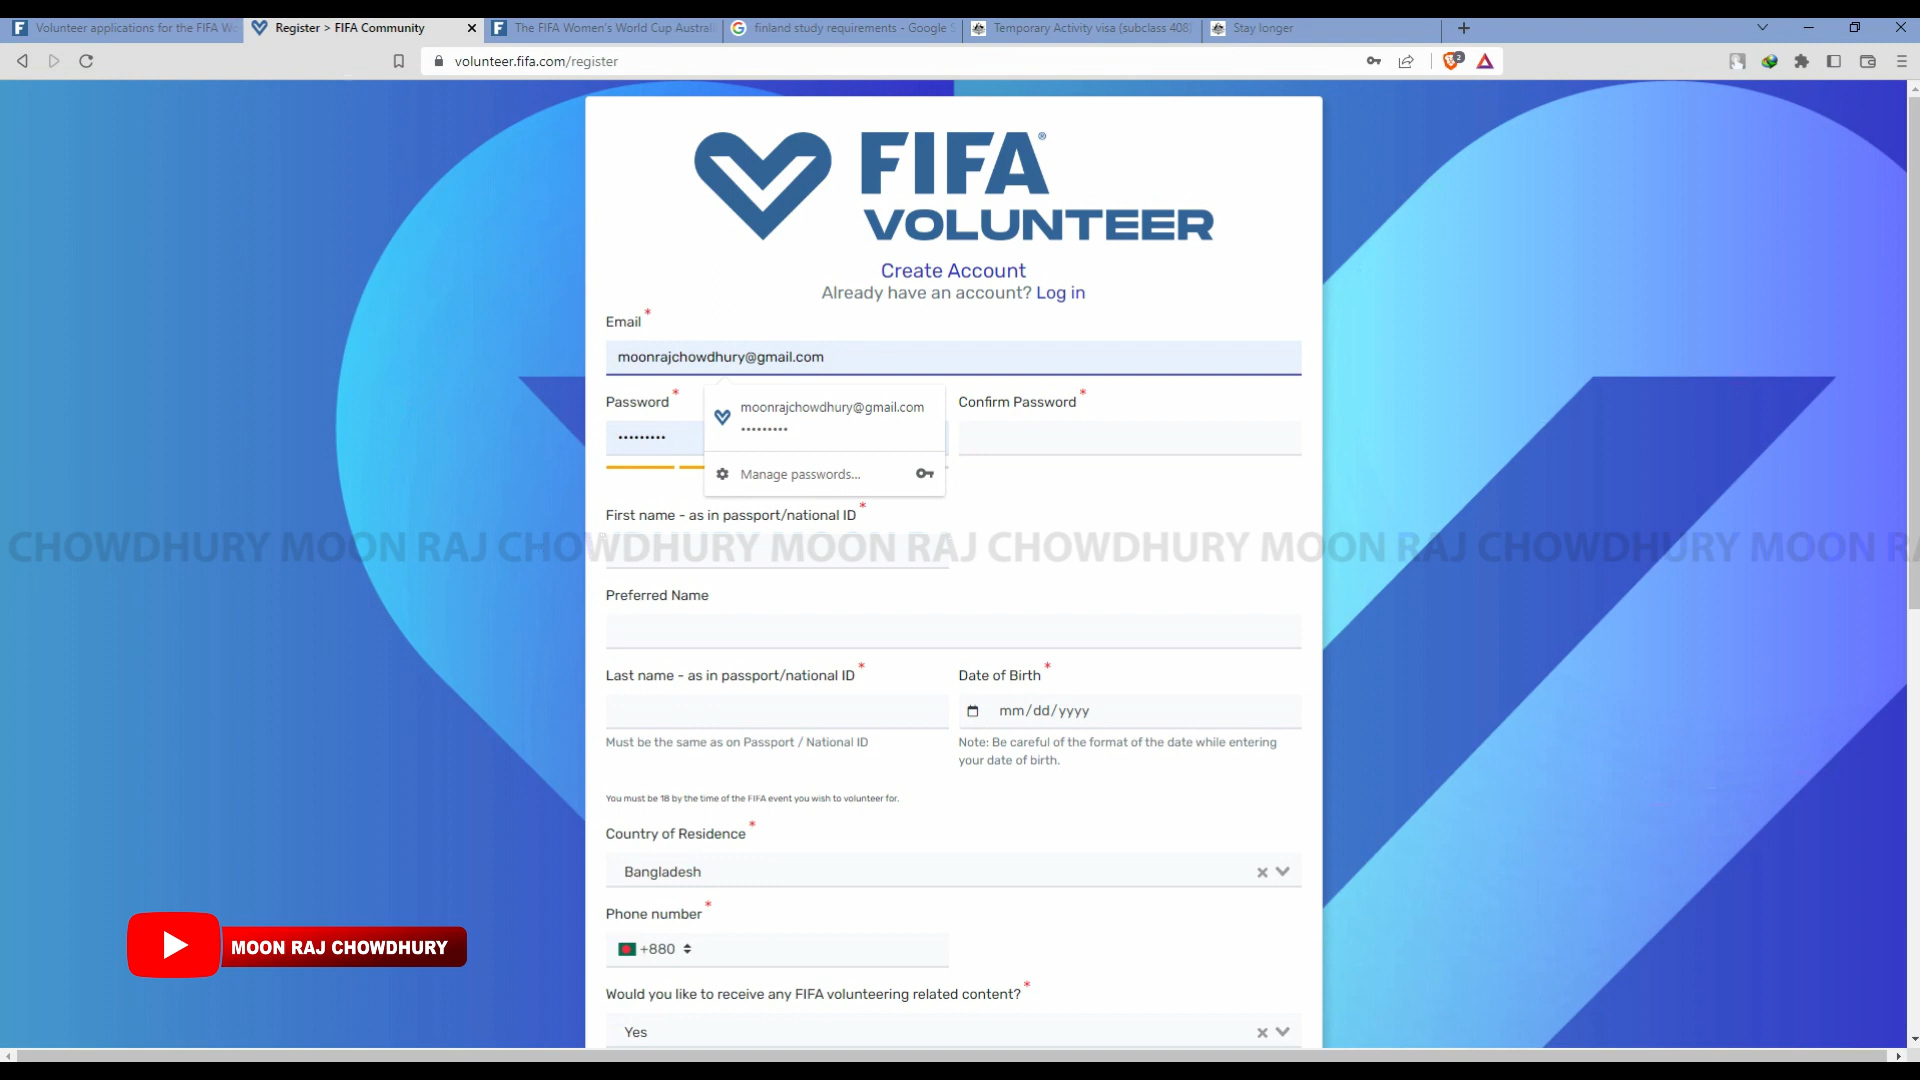 Volunteer applications for the FIFA Wo
Register > FIFA Community
The FIFA Women's World Cup Austral
finland study requirements - Google S
Temporary Activity visa (subclass 408)
Stay longer
volunteer.fifa.com/register
2
FIFA®
VOLUNTEER
Create Account
Already have an account? Log in
Email *
moonrajchowdhury@gmail.com
Password *
Confirm Password *
•••••••••
moonrajchowdhury@gmail.com
•••••••••
Manage passwords...
First name - as in passport/national ID *
CHOWDHURY MOON RAJ CHOWDHURY MOON RAJ CHOWDHURY MOON RAJ CHOWDHURY MOON R
Preferred Name
Last name - as in passport/national ID *
Date of Birth *
mm/dd/yyyy
Must be the same as on Passport / National ID
Note: Be careful of the format of the date while entering
your date of birth.
You must be 18 by the time of the FIFA event you wish to volunteer for.
Country of Residence *
Bangladesh
Phone number *
+880
MOON RAJ CHOWDHURY
Would you like to receive any FIFA volunteering related content? *
Yes